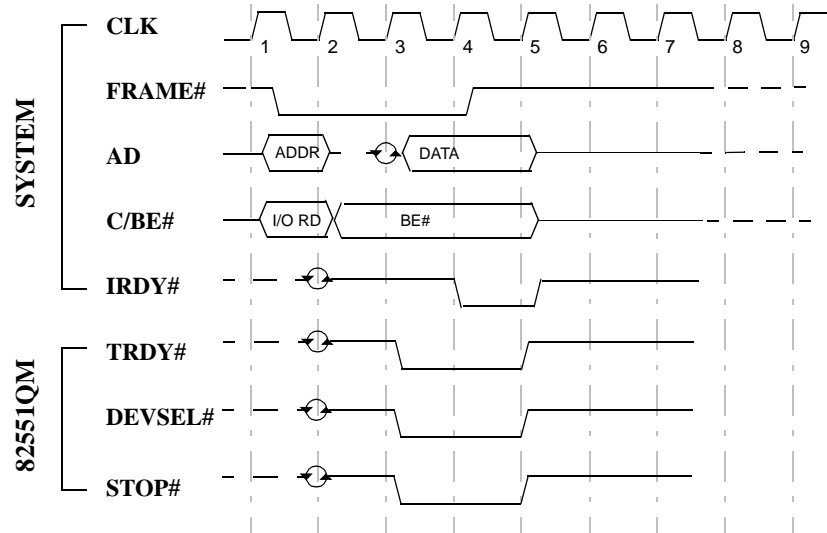 SYSTEM
CLK
1 2 3 4 5 6 7 8 9
FRAME#
AD
ADDR DATA
C/BE#
I/O RD BE#
IRDY#
82551QM
TRDY#
DEVSEL#
STOP#